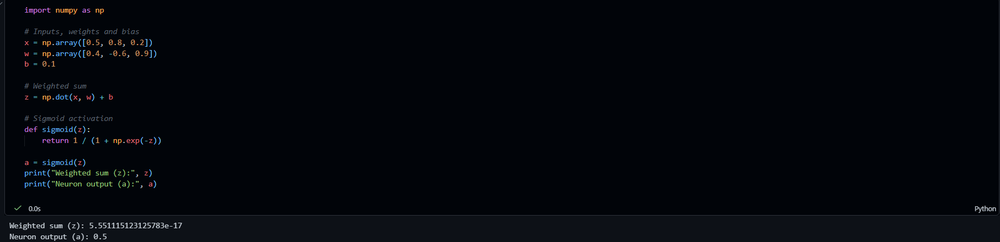 import numpy as np
# Inputs, weights and bias
x = np.array([0.5, 0.8, 0.2])
w = np.array([0.4, -0.6, 0.9])
b = 0.1
# Weighted sum
z = np.dot(x, w) + b
# Sigmoid activation
def sigmoid(z):
    return 1 / (1 + np.exp(-z))
a = sigmoid(z)
print("Weighted sum (z):", z)
print("Neuron output (a):", a)
0.0s
Python
Weighted sum (z): 5.551115123125783e-17
Neuron output (a): 0.5